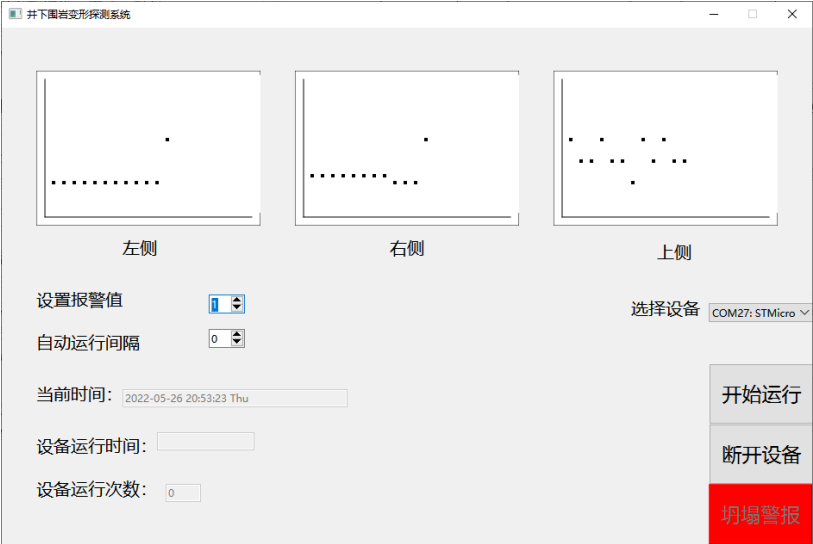 井下围岩变形探测系统
左侧
右侧
上侧
设置报警值
1
选择设备
COM27: STMicro
自动运行间隔
0
当前时间：
2022-05-26 20:53:23 Thu
开始运行
设备运行时间：
断开设备
设备运行次数：
0
坍塌警报